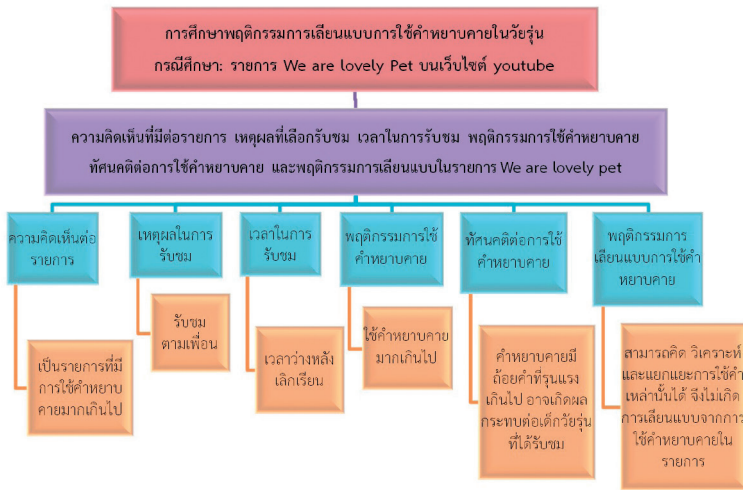 การศึกษาพฤติกรรมการเลียนแบบการใช้คำหยาบคายในวัยรุ่น
กรณีศึกษา: รายการ We are lovely Pet บนเว็บไซต์ youtube
ความคิดเห็นที่มีต่อรายการ เหตุผลที่เลือกรับชม เวลาในการรับชม พฤติกรรมการใช้คำหยาบคาย
ทัศนคติต่อการใช้คำหยาบคาย และพฤติกรรมการเลียนแบบในรายการ We are lovely pet
ความคิดเห็นต่อ
รายการ
เป็นรายการที่มี
การใช้คำหยาบ
คายมากเกินไป
เหตุผลในการ
รับชม
รับชม
ตามเพื่อน
เวลาในการ
รับชม
เวลาว่างหลัง
เลิกเรียน
พฤติกรรมการใช้
คำหยาบคาย
ใช้คำหยาบคาย
มากเกินไป
ทัศนคติต่อการใช้
คำหยาบคาย
คำหยาบคายมี
ถ้อยคำที่รุนแรง
เกินไป อาจเกิดผล
กระทบต่อเด็กวัยรุ่น
ที่ได้รับชม
พฤติกรรมการ
เลียนแบบการใช้คำ
หยาบคาย
สามารถคิด วิเคราะห์
และแยกแยะการใช้คำ
เหล่านั้นได้ จึงไม่เกิด
การเลียนแบบจากการ
ใช้คำหยาบคายใน
รายการ